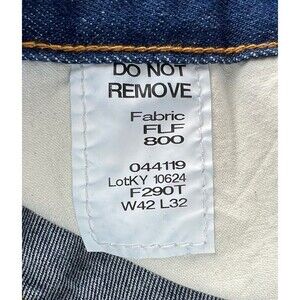 DO NOT
REMOVE
Fabric
FLF
800
044119
LotKY 10624
F290T
W42 L32